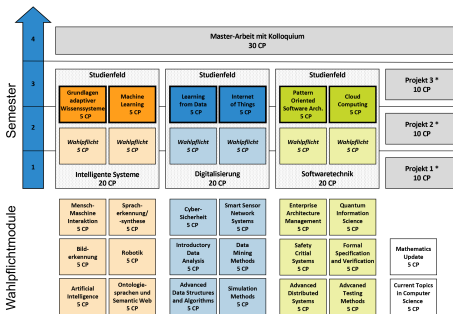 Semester
4
3
2
1
Master-Arbeit mit Kolloquium
30 CP
Studienfeld
Grundlagen
adaptiver
Wissenssysteme
5 CP
Machine
Learning
5 CP
Wahlpflicht
5 CP
Wahlpflicht
5 CP
Intelligente Systeme
20 CP
Studienfeld
Learning
from Data
5 CP
Internet
of Things
5 CP
Wahlpflicht
5 CP
Wahlpflicht
5 CP
Digitalisierung
20 CP
Studienfeld
Pattern
Oriented
Software Arch.
5 CP
Cloud
Computing
5 CP
Wahlpflicht
5 CP
Wahlpflicht
5 CP
Softwaretechnik
20 CP
Projekt 3 *
10 CP
Projekt 2 *
10 CP
Projekt 1 *
10 CP
Wahlpflichtmodule
Mensch-
Maschine
Interaktion
5 CP
Sprach-
erkennung/
-synthese
5 CP
Bild-
erkennung
5 CP
Robotik
5 CP
Artificial
Intelligence
5 CP
Ontologie-
sprachen und
Semantic Web
5 CP
Cyber-
Sicherheit
5 CP
Smart Sensor
Network
Systems
5 CP
Introductory
Data
Analysis
5 CP
Data
Mining
Methods
5 CP
Advanced
Data Structures
and Algorithms
5 CP
Simulation
Methods
5 CP
Enterprise
Architecture
Management
5 CP
Quantum
Information
Science
5 CP
Safety
Critial
Systems
5 CP
Formal
Specification
and Verification
5 CP
Advanced
Distributed
Systems
5 CP
Advanced
Testing
Methods
5 CP
Mathematics
Update
5 CP
Current Topics
in Computer
Science
5 CP